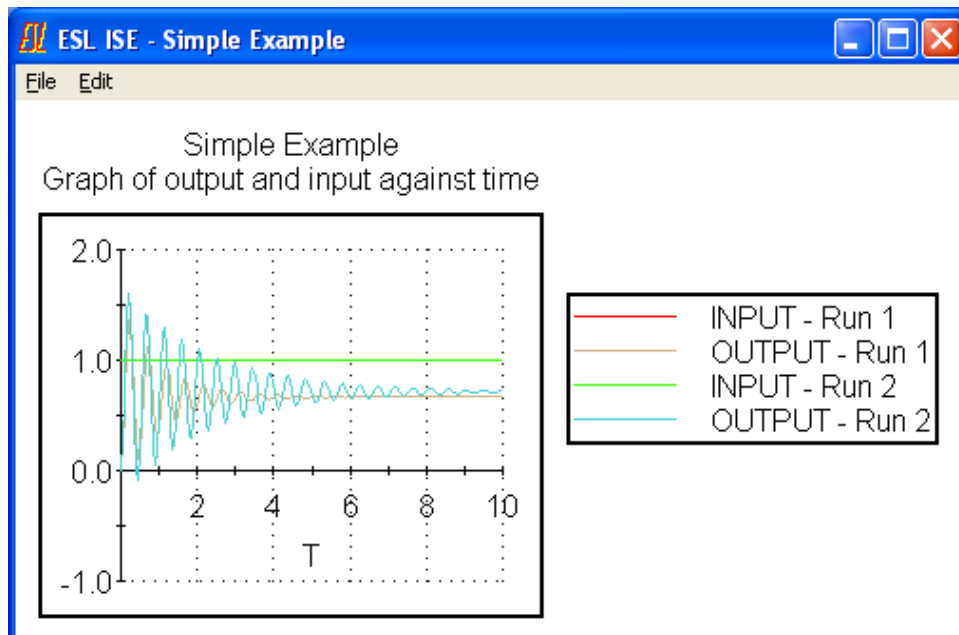 ESL ISE - Simple Example
File Edit
Simple Example
Graph of output and input against time
2.0
1.0
0.0
-1.0
2 4 6 8 10
T
INPUT - Run 1
OUTPUT - Run 1
INPUT - Run 2
OUTPUT - Run 2